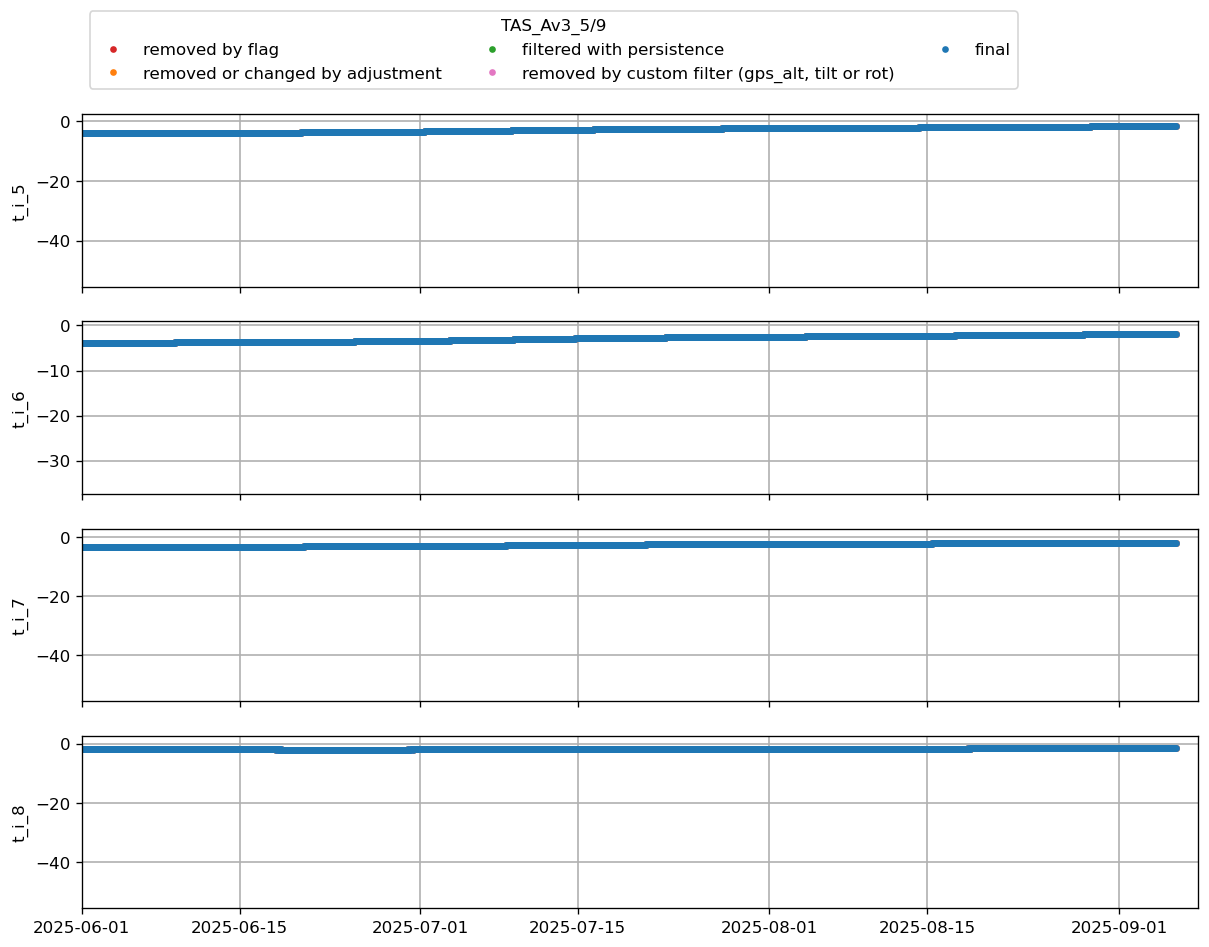 TAS_Av3_5/9
removed by flag
filtered with persistence
final
removed or changed by adjustment
removed by custom filter (gps_alt, tilt or rot)
0
−20
−40
t_i_5
0
−10
−20
−30
t_i_6
0
−20
−40
t_i_7
0
−20
−40
t_i_8
2025-06-01
2025-06-15
2025-07-01
2025-07-15
2025-08-01
2025-08-15
2025-09-01